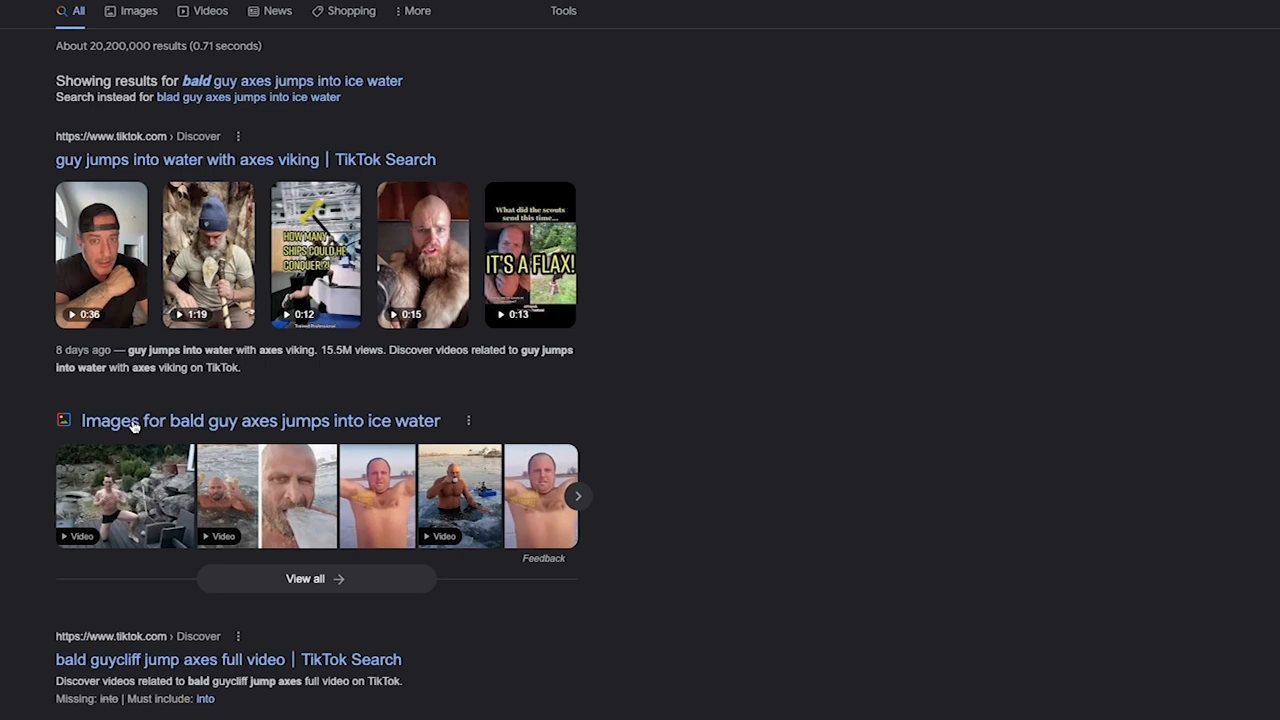 All
Images
Videos
News
Shopping
More
Tools
About 20,200,000 results (0.71 seconds)
Showing results for bald guy axes jumps into ice water
Search instead for blad guy axes jumps into ice water
https://www.tiktok.com › Discover
guy jumps into water with axes viking | TikTok Search
HOW MANY
SHIPS COULD HE
CONQUER!?!
What did the scouts
send this time...
IT'S A FLAX!
0:36
1:19
0:12
0:15
0:13
8 days ago — guy jumps into water with axes viking. 15.5M views. Discover videos related to guy jumps
into water with axes viking on TikTok.
Images for bald guy axes jumps into ice water
Video
Video
Video
Feedback
View all
https://www.tiktok.com › Discover
bald guycliff jump axes full video | TikTok Search
Discover videos related to bald guycliff jump axes full video on TikTok.
Missing: into | Must include: into